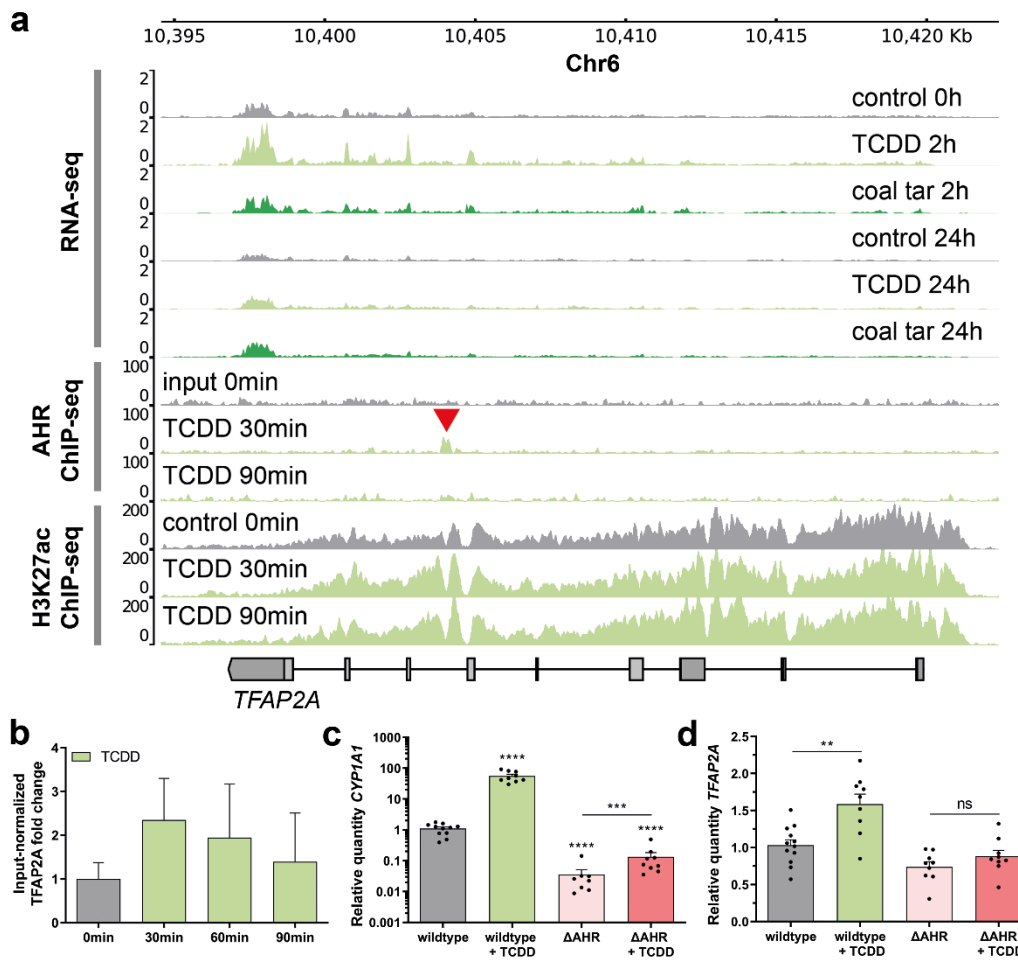 a
10,395 10,400 10,405 10,410 10,415 10,420 Kb
Chr6
RNA-seq
2
0
control 0h
2
0
TCDD 2h
2
0
coal tar 2h
2
0
control 24h
2
0
TCDD 24h
2
0
coal tar 24h
AHR
ChIP-seq
100
0
input 0min
100
0
TCDD 30min
100
0
TCDD 90min
H3K27ac
ChIP-seq
200
0
control 0min
200
0
TCDD 30min
200
0
TCDD 90min
TFAP2A
b
Input-normalized
TFAP2A fold change
4
3
2
1
0
TCDD
0min 30min 60min 90min
c
Relative quantity CYP1A1
1000
100
10
1
0.1
0.01
0.001
****
***
****
****
wildtype
wildtype
+ TCDD
ΔAHR
ΔAHR
+ TCDD
d
Relative quantity TFAP2A
2.5
2.0
1.5
1.0
0.5
0.0
**
ns
wildtype
wildtype
+ TCDD
ΔAHR
ΔAHR
+ TCDD